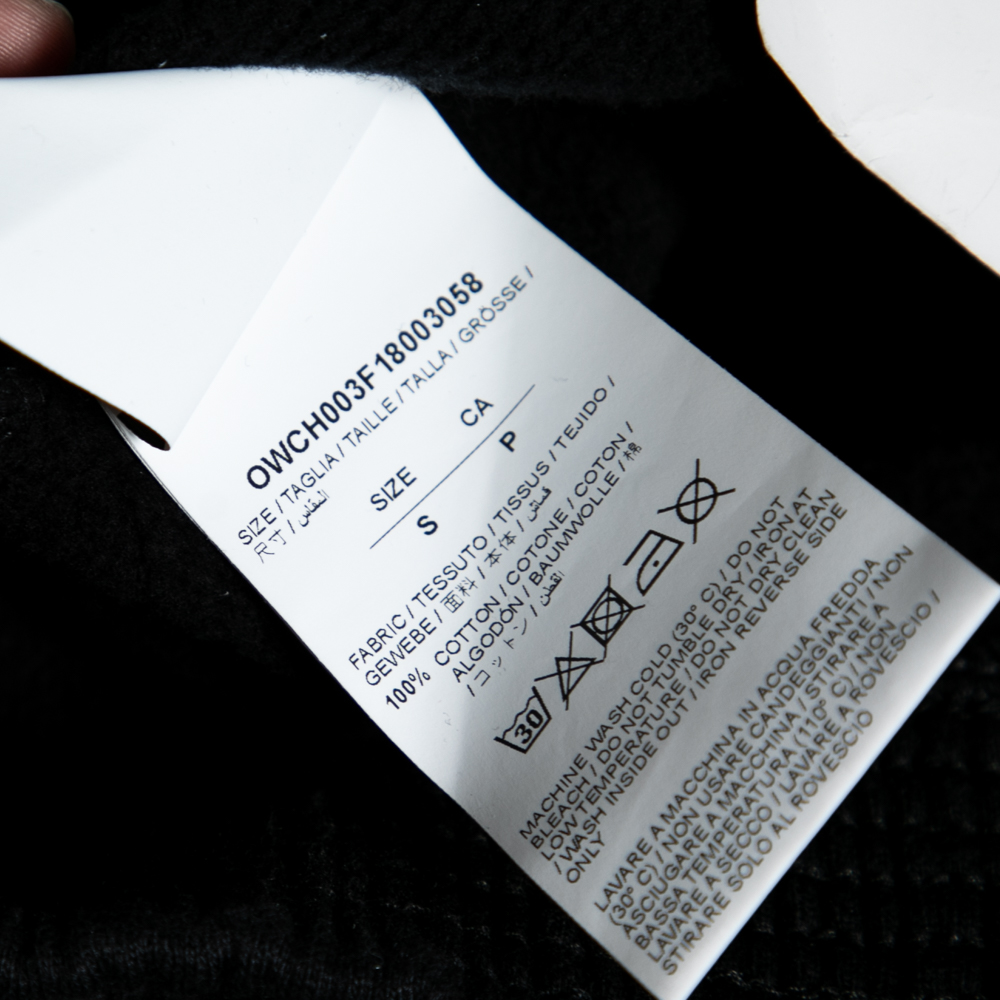 OWCH003F18003058
SIZE / TAGLIA / TAILLE / TALLA / GRÖSSE /
尺寸 / المقاس
SIZE CA
S P
FABRIC / TESSUTO / TISSUS / TEJIDO /
GEWEBE / 面料 / 本体 / قماش
100% COTTON / COTONE / COTON /
ALGODÓN / BAUMWOLLE / 棉
/ コットン / القطن
30
MACHINE WASH COLD (30° C) / DO NOT
BLEACH / DO NOT TUMBLE DRY / IRON AT
LOW TEMPERATURE / DO NOT DRY CLEAN
/ WASH INSIDE OUT / IRON REVERSE SIDE
ONLY
LAVARE A MACCHINA IN ACQUA FREDDA
(30° C) / NON USARE CANDEGGIANTI / NON
ASCIUGARE A MACCHINA / STIRARE A
BASSA TEMPERATURA (110° C) / NON
LAVARE A SECCO / LAVARE A ROVESCIO /
STIRARE SOLO AL ROVESCIO